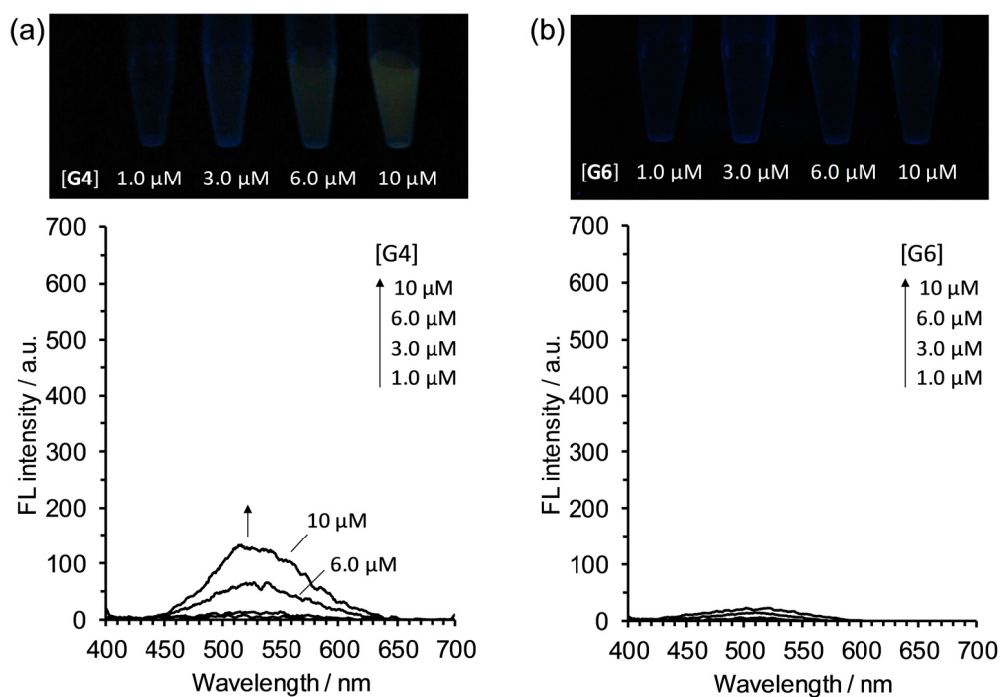 (a)
[G4] 1.0 µM 3.0 µM 6.0 µM 10 µM
700
600
500
400
300
200
100
0
FL intensity / a.u.
[G4]
10 µM
6.0 µM
3.0 µM
1.0 µM
10 µM
6.0 µM
400 450 500 550 600 650 700
Wavelength / nm
(b)
[G6] 1.0 µM 3.0 µM 6.0 µM 10 µM
700
600
500
400
300
200
100
0
FL intensity / a.u.
[G6]
10 µM
6.0 µM
3.0 µM
1.0 µM
400 450 500 550 600 650 700
Wavelength / nm